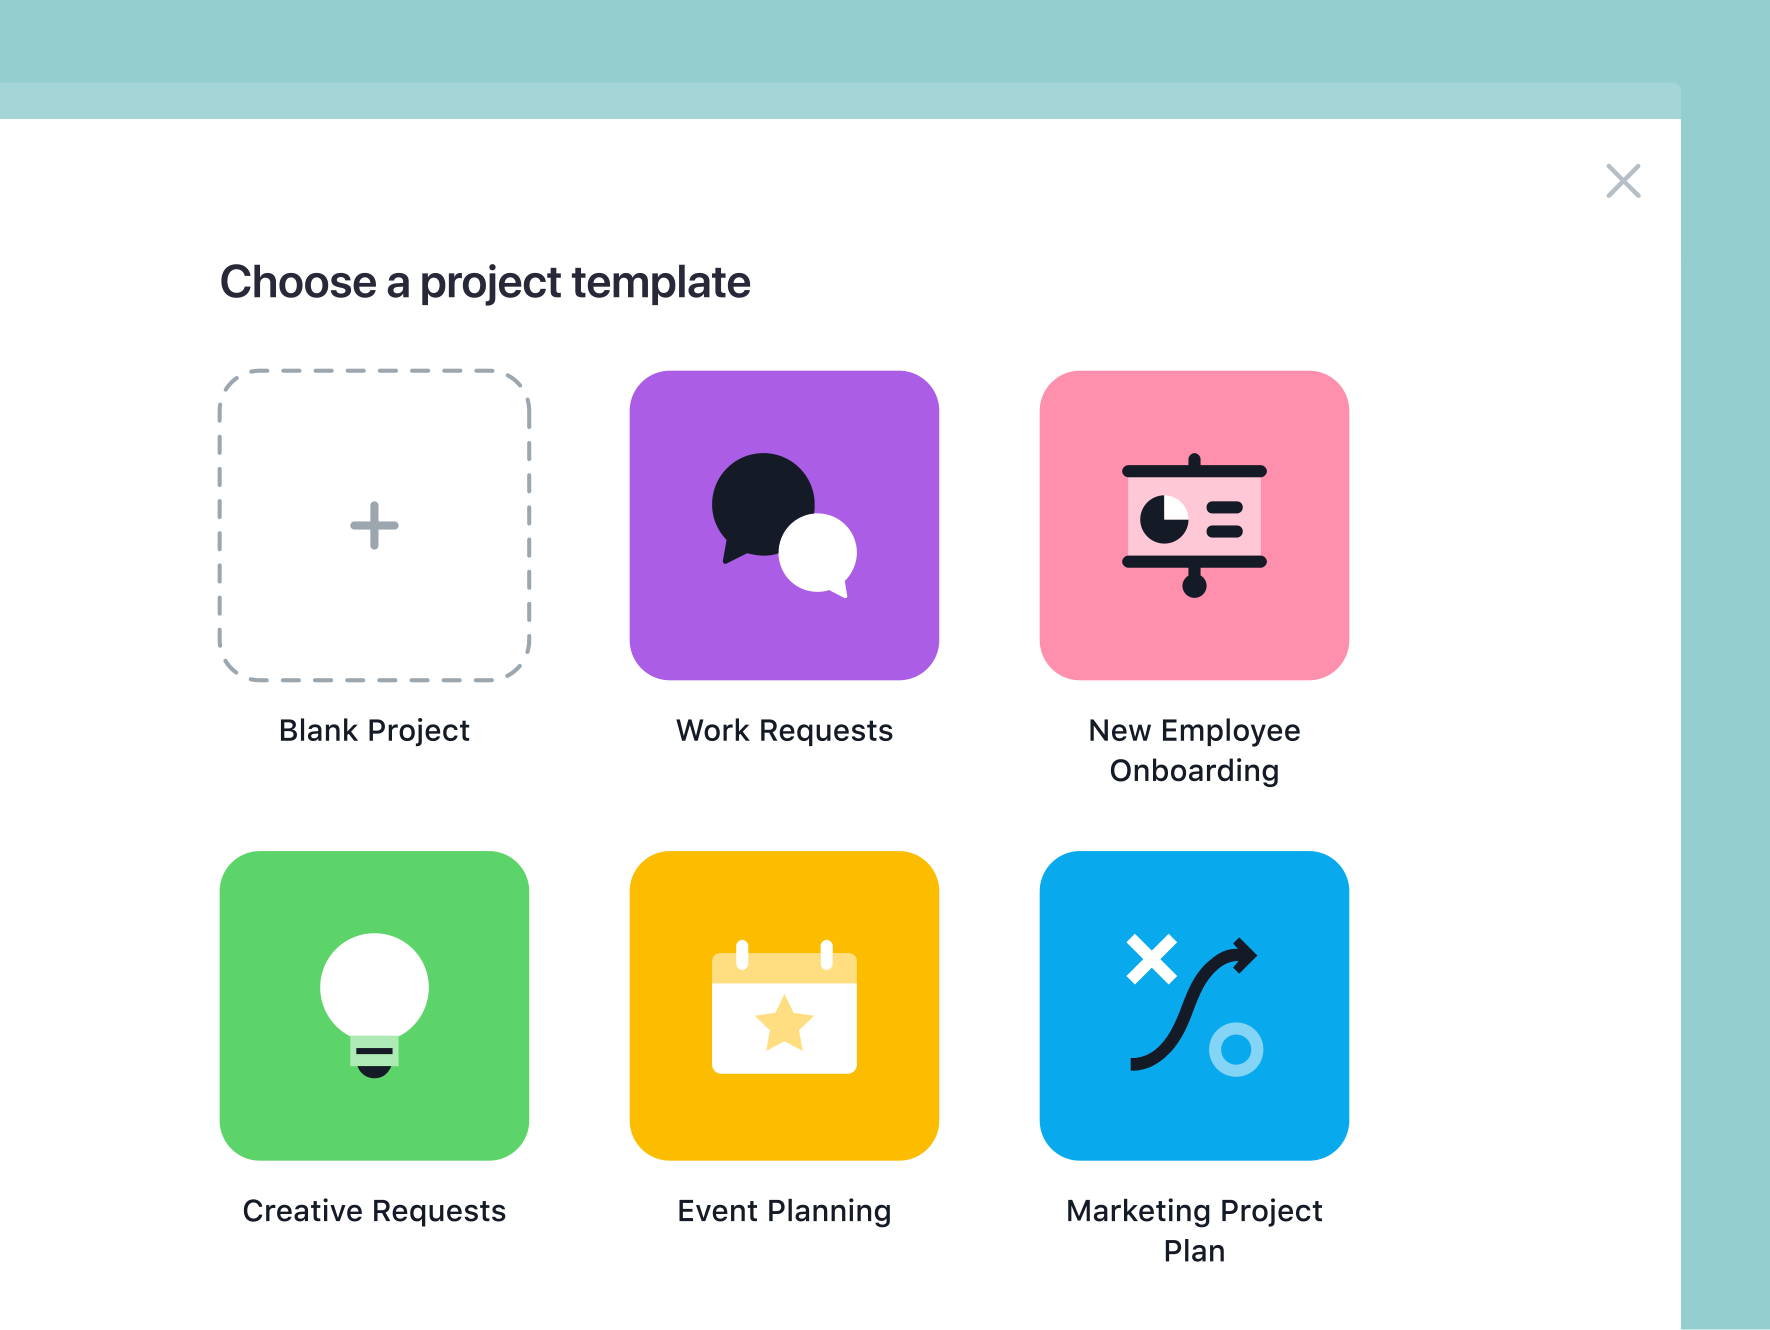 Choose a project template
Blank Project
Work Requests
New Employee
Onboarding
Creative Requests
Event Planning
Marketing Project
Plan